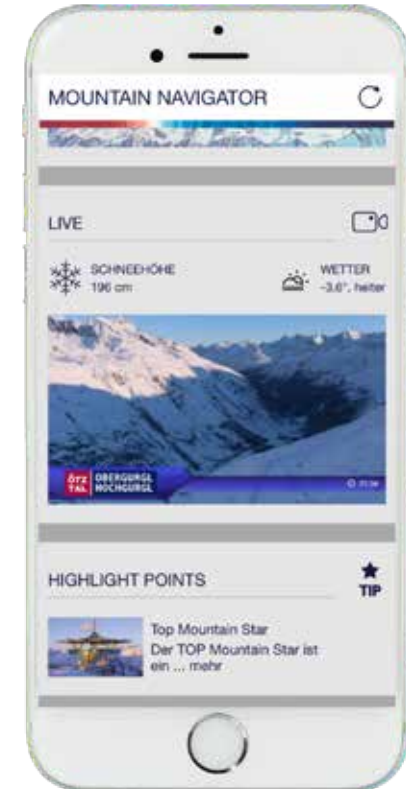 MOUNTAIN NAVIGATOR
LIVE
SCHNEEHÖHE
196 cm
WETTER
-3.6°, heiter
ÖTZ
TAL
OBERGURGL
HOCHGURGL
HIGHLIGHT POINTS
TIP
Top Mountain Star
Der TOP Mountain Star ist
ein ... mehr